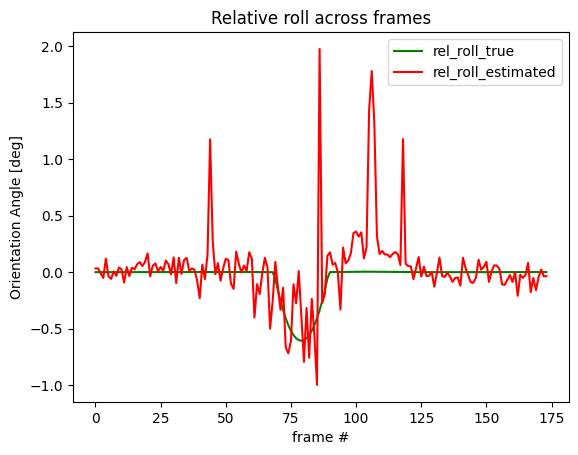 Relative roll across frames
rel_roll_true
rel_roll_estimated
Orientation Angle [deg]
2.0
1.5
1.0
0.5
0.0
−0.5
−1.0
0 25 50 75 100 125 150 175
frame #